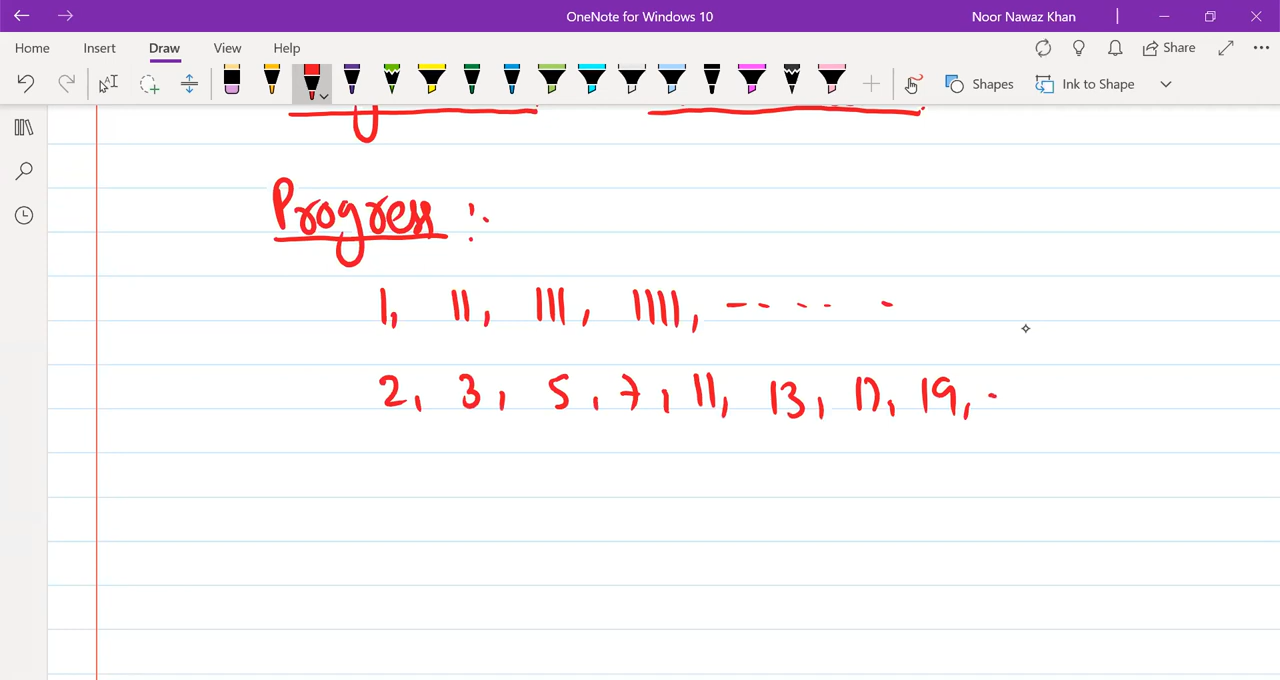 OneNote for Windows 10
Noor Nawaz Khan
Home Insert Draw View Help
Share
Shapes
Ink to Shape
Progress :-
1, 11, 111, 1111, - - - - - -
2, 3, 5, 7, 11, 13, 17, 19, -